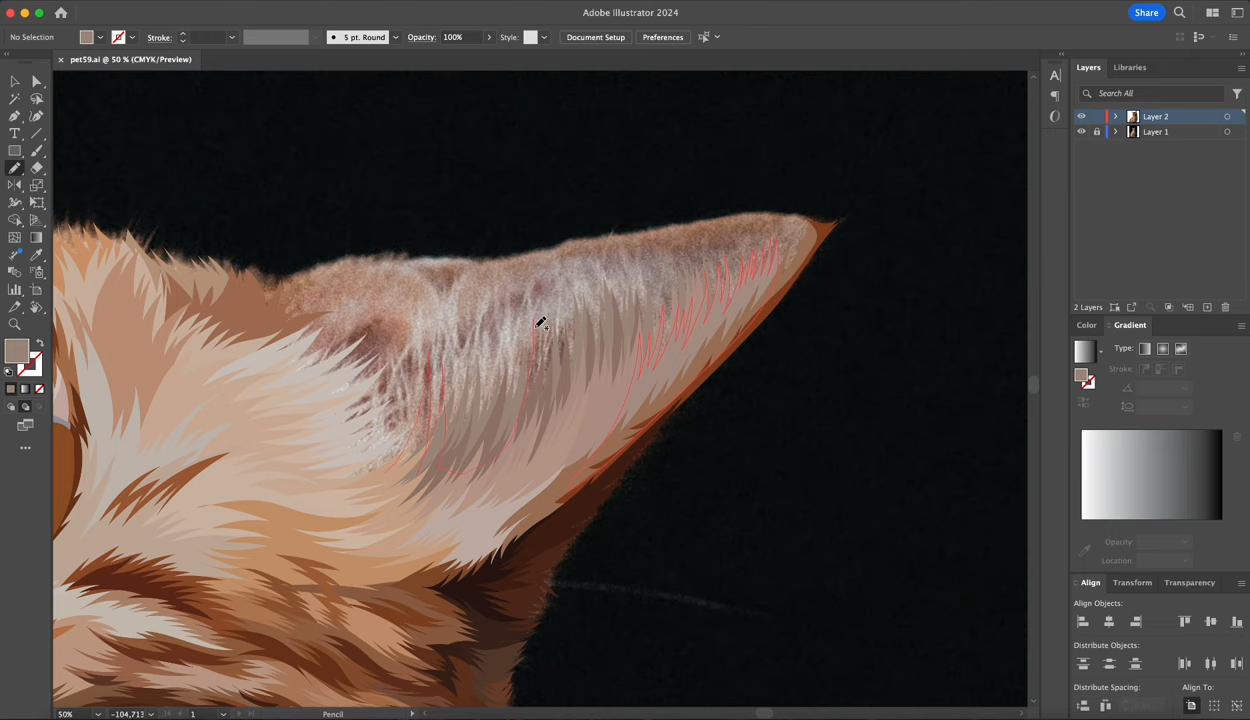 Adobe Illustrator 2024
Share
No Selection
Stroke:
5 pt. Round
Opacity:
100%
Style:
Document Setup
Preferences
× pet59.ai @ 50 % (CMYK/Preview)
Layers
Libraries
Search All
Layer 2
Layer 1
2 Layers
Color
Gradient
Type:
Stroke:
Opacity:
Location:
Align
Transform
Transparency
Align Objects:
Distribute Objects:
Distribute Spacing:
Align To:
50%
-104,713
1
Pencil